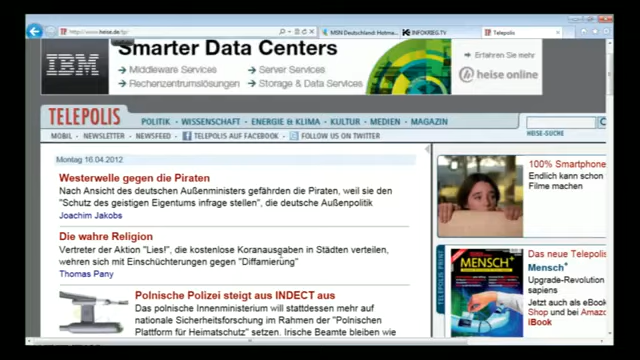 http://www.heise.de/tp/
MSN Deutschland: Hotma...
INFOKRIEG.TV
Telepolis
Smarter Data Centers
IBM
Middleware Services
Server Services
Rechenzentrumslösungen
Storage & Data Services
Erfahren Sie mehr
heise online
TELEPOLIS
POLITIK · WISSENSCHAFT · ENERGIE & KLIMA · KULTUR · MEDIEN · MAGAZIN
MOBIL · NEWSLETTER · NEWSFEED · TELEPOLIS AUF FACEBOOK · FOLLOW US ON TWITTER
HEISE-SUCHE
Montag 16.04.2012
Westerwelle gegen die Piraten
Nach Ansicht des deutschen Außenministers gefährden die Piraten, weil sie den
"Schutz des geistigen Eigentums infrage stellen", die deutsche Außenpolitik
Joachim Jakobs
Die wahre Religion
Vertreter der Aktion "Lies!", die kostenlose Koranausgaben in Städten verteilen,
wehren sich mit Einschüchterungen gegen "Diffamierung"
Thomas Pany
Polnische Polizei steigt aus INDECT aus
Das polnische Innenministerium will stattdessen mehr auf
nationale Sicherheitsforschung im Rahmen der "Polnischen
Plattform für Heimatschutz" setzen. Irische Beamte bleiben wie
100% Smartphone
Endlich kann schon
Filme machen
TELEPOLIS PRINT
MENSCH+
Das neue Telepolis
Mensch+
Upgrade-Revolution
sapiens
Jetzt auch als eBook
Shop und bei Amazo
iBook